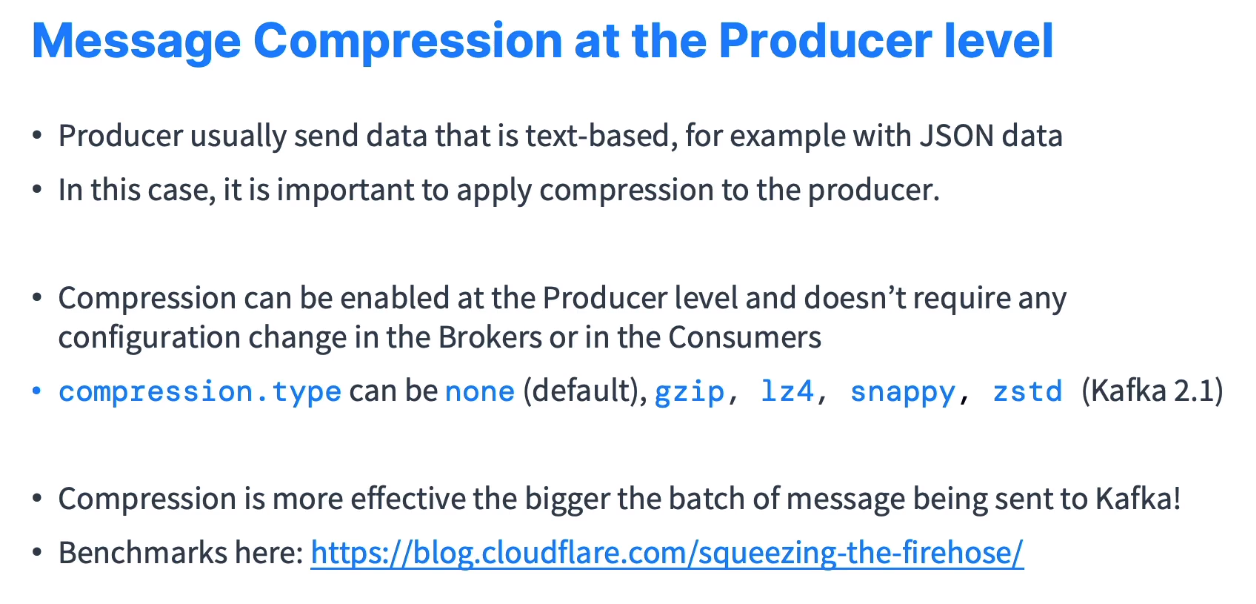 Message Compression at the Producer level
• Producer usually send data that is text-based, for example with JSON data
• In this case, it is important to apply compression to the producer.
• Compression can be enabled at the Producer level and doesn’t require any
configuration change in the Brokers or in the Consumers
• compression.type can be none (default), gzip, lz4, snappy, zstd (Kafka 2.1)
• Compression is more effective the bigger the batch of message being sent to Kafka!
• Benchmarks here: https://blog.cloudflare.com/squeezing-the-firehose/